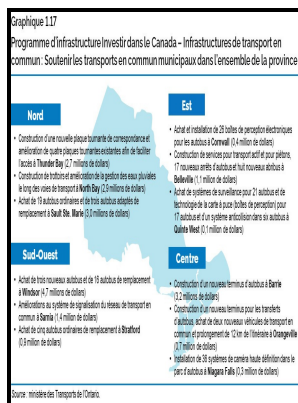 Graphique 1.17
Programme d'infrastructure Investir dans le Canada – Infrastructures de transport en
commun : Soutenir les transports en commun municipaux dans l'ensemble de la province
Nord
• Construction d'une nouvelle plaque tournante de correspondance et
amélioration de quatre plaques tournantes existantes afin de faciliter
l'accès à Thunder Bay (2,7 millions de dollars)
• Construction de trottoirs et amélioration de la gestion des eaux pluviales
le long des voies de transport à North Bay (2,9 millions de dollars)
• Achat de 19 autobus ordinaires et de trois autobus adaptés de
remplacement à Sault Ste. Marie (3,0 millions de dollars)
Est
• Achat et installation de 26 boîtes de perception électroniques
pour les autobus à Cornwall (0,4 million de dollars)
• Construction de services pour transport actif et pour piétons,
17 nouveaux arrêts d'autobus et huit nouveaux abribus à
Belleville (1,1 million de dollars)
• Achat de systèmes de surveillance pour 21 autobus et de
technologie de la carte à puce (boîtes de perception) pour
17 autobus et d'un système anticollision dans six autobus à
Quinte West (0,1 million de dollars)
Sud-Ouest
• Achat de trois nouveaux autobus et de 16 autobus de remplacement
à Windsor (4,7 millions de dollars)
• Améliorations au système de signalisation du réseau de transport en
commun à Sarnia (1,4 million de dollars)
• Achat de cinq autobus ordinaires de remplacement à Stratford
(0,9 million de dollars)
Centre
• Construction d'un nouveau terminus d'autobus à Barrie
(3,2 millions de dollars)
• Construction d'un nouveau terminus pour les transferts
d'autobus, achat de deux nouveaux véhicules de transport en
commun et prolongement de 12 km de l'itinéraire à Orangeville
(0,7 million de dollars)
• Installation de 36 systèmes de caméra haute définition dans le
parc d'autobus à Niagara Falls (0,3 million de dollars)
Source : ministère des Transports de l'Ontario.